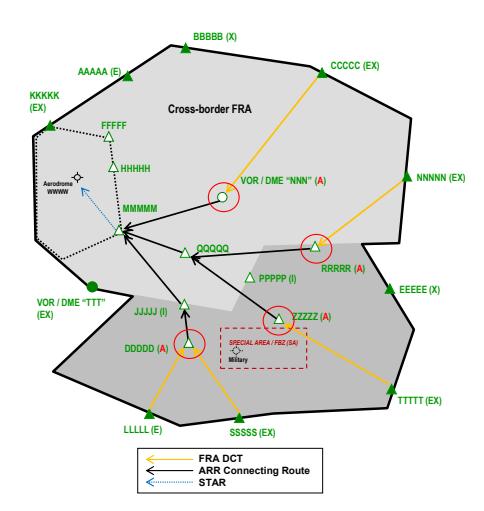 BBBBB (X)
CCCCC (EX)
AAAAA (E)
KKKKK
(EX)
Cross-border FRA
FFFFF
HHHHH
Aerodrome
WWWW
NNNNN (EX)
VOR / DME “NNN” (A)
MMMMM
QQQQQ
RRRRR (A)
PPPPP (I)
EEEEE (X)
VOR / DME “TTT”
(EX)
JJJJJ (I)
ZZZZZ (A)
SPECIAL AREA / FBZ (SA)
Military
DDDDD (A)
TTTTT (EX)
LLLLL (E)
SSSSS (EX)
FRA DCT
ARR Connecting Route
STAR